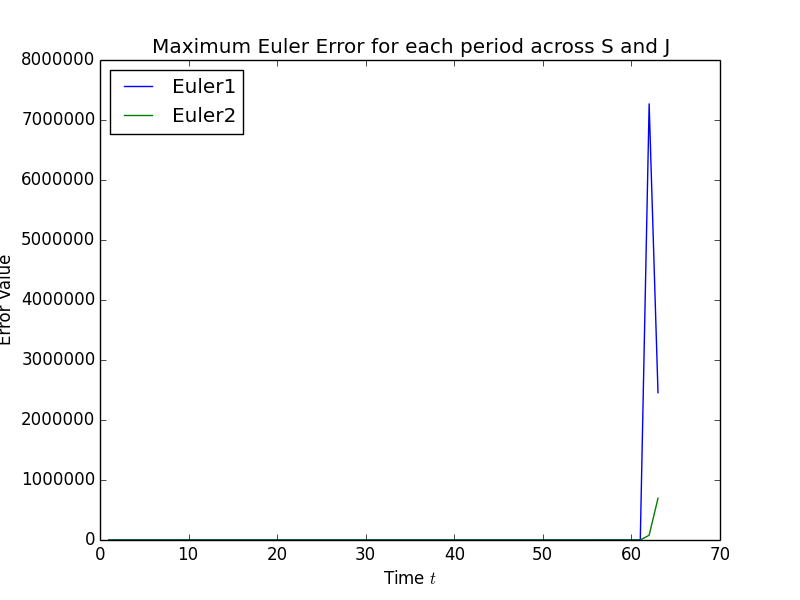 Maximum Euler Error for each period across S and J
8000000
7000000
6000000
5000000
4000000
3000000
2000000
1000000
0
Error Value
Euler1
Euler2
0 10 20 30 40 50 60 70
Time t